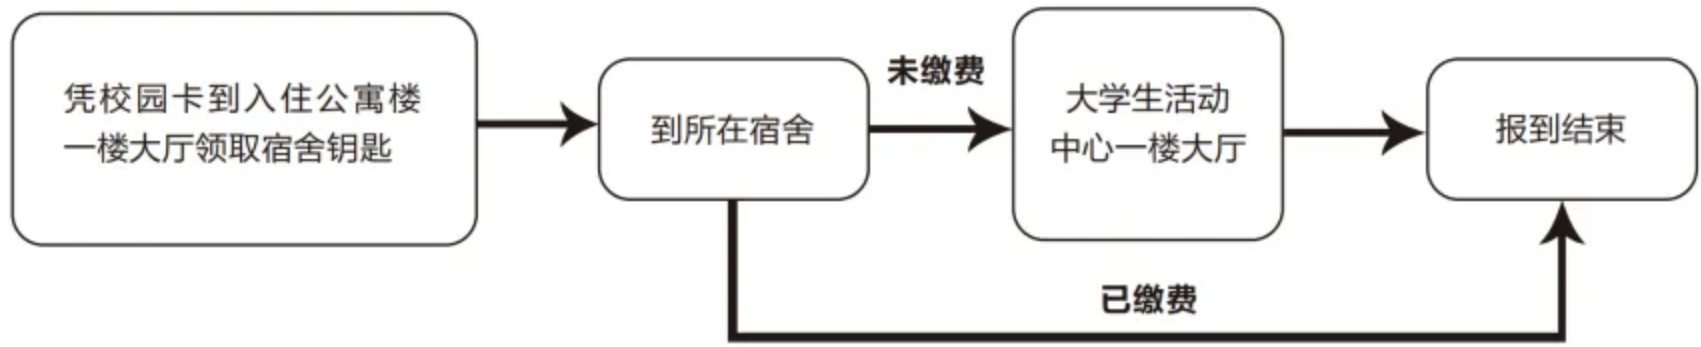 凭校园卡到入住公寓楼
一楼大厅领取宿舍钥匙
到所在宿舍
未缴费
大学生活动
中心一楼大厅
报到结束
已缴费